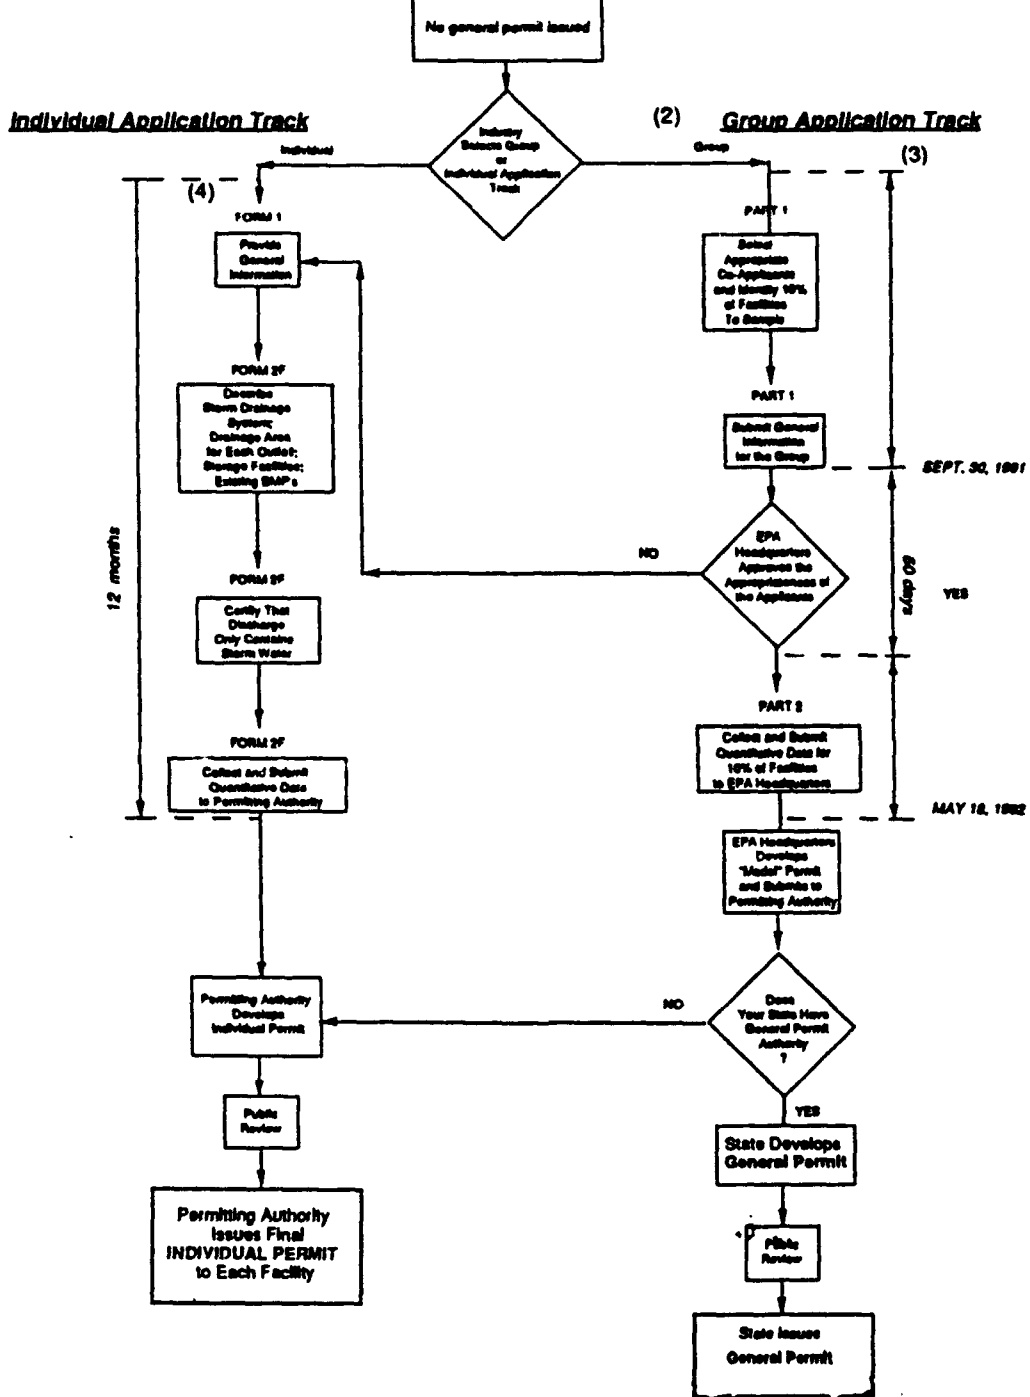 No general permit issued
Individual Application Track
(2)
Group Application Track
(3)
Industry
Selects Group
or
Individual Application
Track
Individual
Group
(4)
FORM 1
Provide
General
Information
PART 1
Select
Appropriate
Co-Applicants
and Identify 10%
of Facilities
To Sample
FORM 2F
Describe
Storm Drainage
System;
Drainage Area
for Each Outlet;
Storage Facilities;
Existing BMPs
PART 1
Submit General
Information
for the Group
SEPT. 30, 1991
12 months
NO
EPA
Headquarters
Approves the
Appropriateness of
the Applicants
60 days
YES
FORM 2F
Certify That
Discharge
Only Contains
Storm Water
PART 2
Collect and Submit
Quantitative Data for
10% of Facilities
to EPA Headquarters
FORM 2F
Collect and Submit
Quantitative Data
to Permitting Authority
MAY 18, 1992
EPA Headquarters
Develops
"Model" Permit
and Submits to
Permitting Authority
Permitting Authority
Develops
Individual Permit
NO
Does
Your State Have
General Permit
Authority
?
YES
Public
Review
State Develops
General Permit
Permitting Authority
Issues Final
INDIVIDUAL PERMIT
to Each Facility
Public
Review
State Issues
General Permit